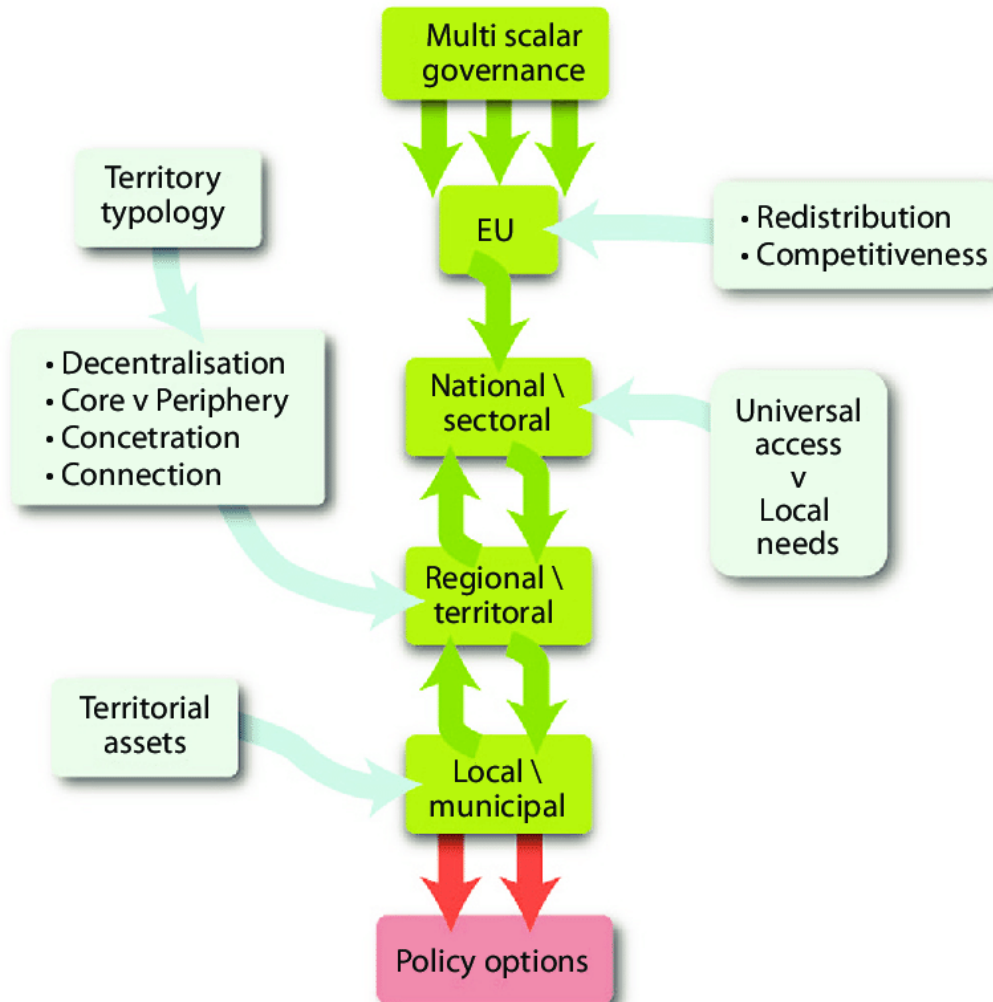 Multi scalar
governance
Territory
typology
EU
• Redistribution
• Competitiveness
• Decentralisation
• Core v Periphery
• Concetration
• Connection
National \
sectoral
Universal
access
v
Local
needs
Regional \
territoral
Territorial
assets
Local \
municipal
Policy options